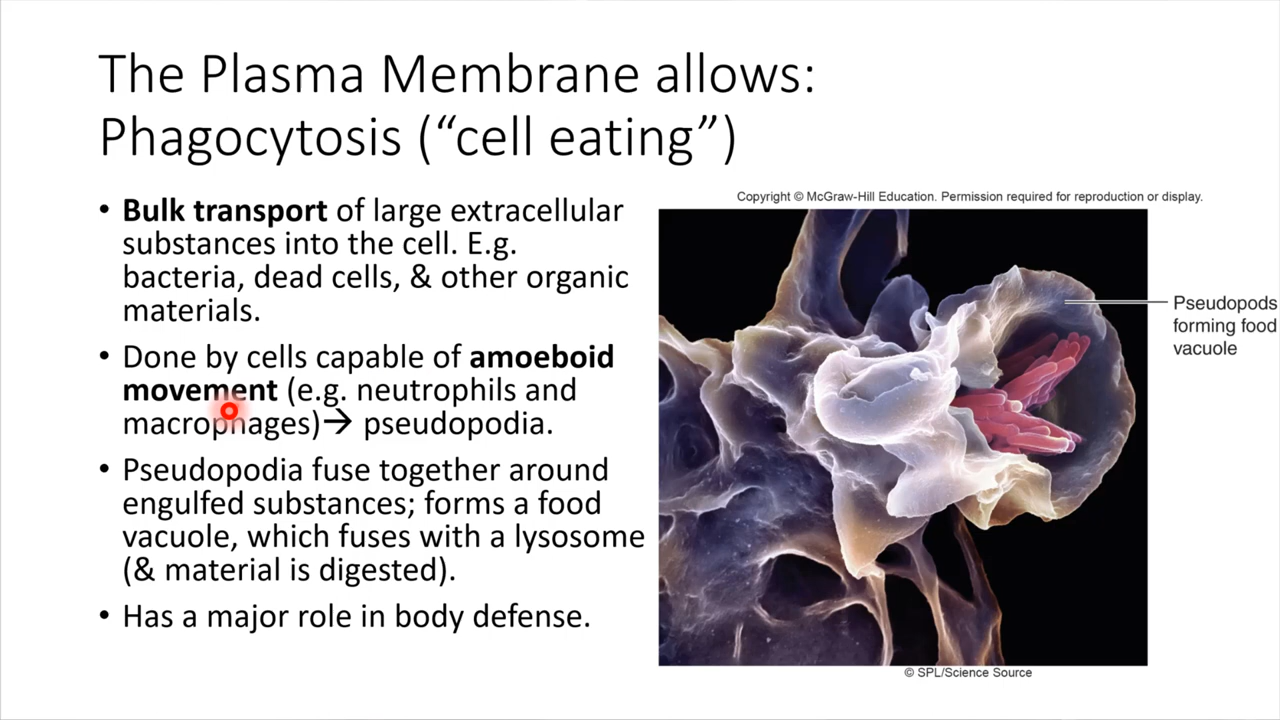 The Plasma Membrane allows:
Phagocytosis (“cell eating”)
• Bulk transport of large extracellular
substances into the cell. E.g.
bacteria, dead cells, & other organic
materials.
• Done by cells capable of amoeboid
movement (e.g. neutrophils and
macrophages)→ pseudopodia.
• Pseudopodia fuse together around
engulfed substances; forms a food
vacuole, which fuses with a lysosome
(& material is digested).
• Has a major role in body defense.
Copyright © McGraw-Hill Education. Permission required for reproduction or display.
Pseudopods
forming food
vacuole
© SPL/Science Source